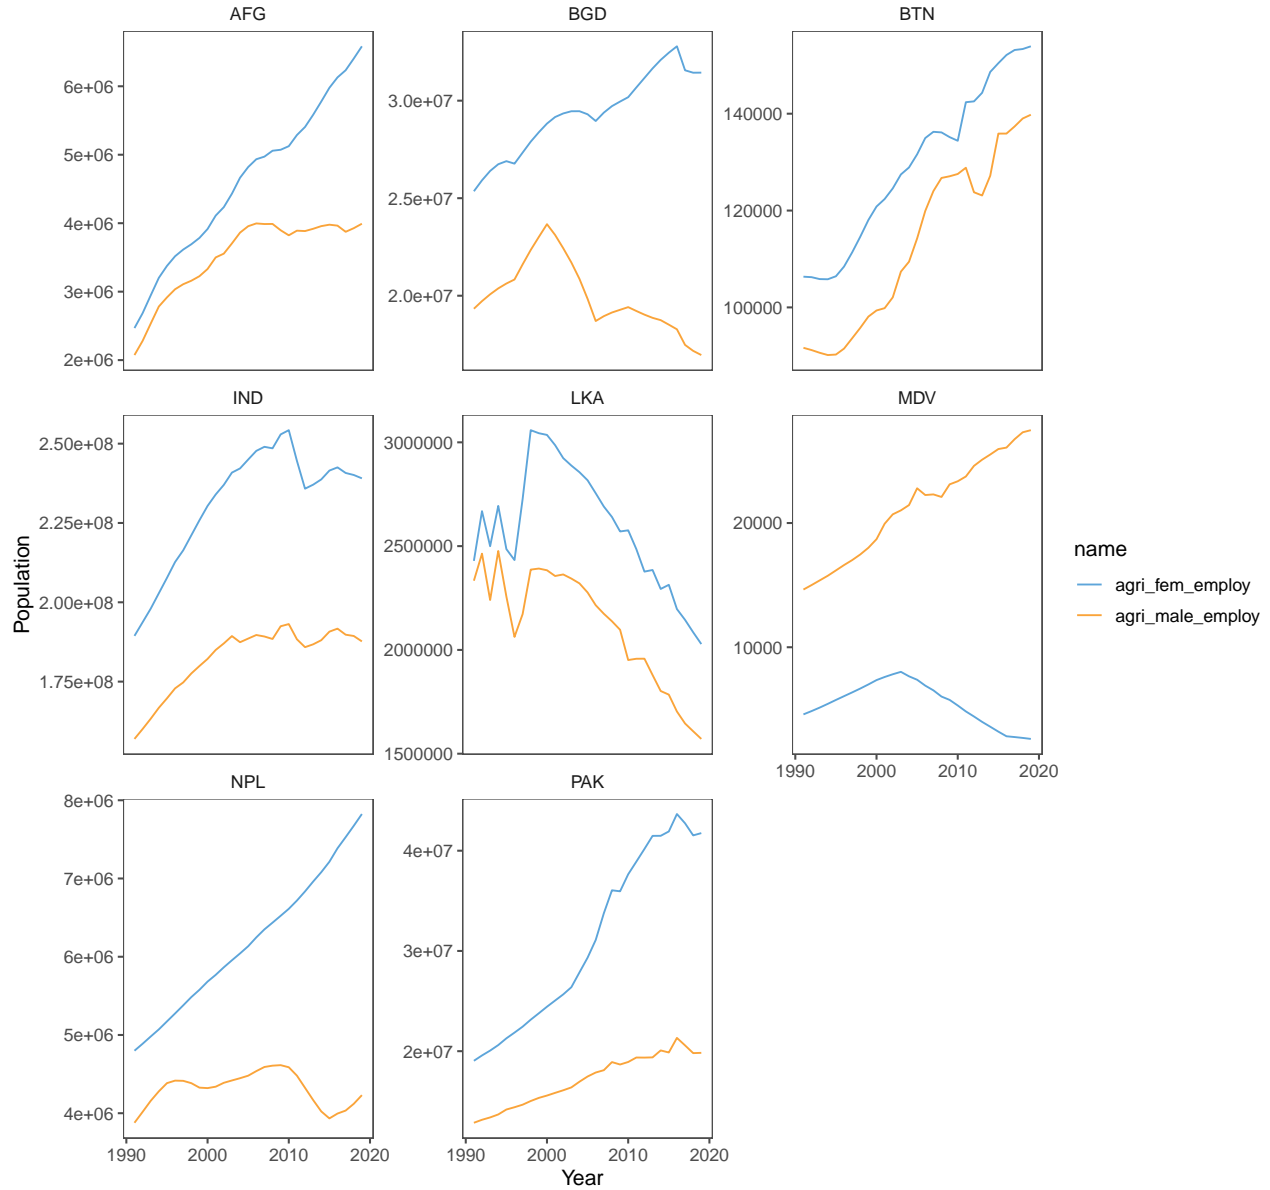 AFG
BGD
BTN
6e+06
5e+06
4e+06
3e+06
2e+06
3.0e+07
2.5e+07
2.0e+07
140000
120000
100000
IND
LKA
MDV
2.50e+08
2.25e+08
2.00e+08
1.75e+08
3000000
2500000
2000000
1500000
20000
10000
1990 2000 2010 2020
NPL
PAK
8e+06
7e+06
6e+06
5e+06
4e+06
4e+07
3e+07
2e+07
1990 2000 2010 2020
1990 2000 2010 2020
Year
Population
name
agri_fem_employ
agri_male_employ